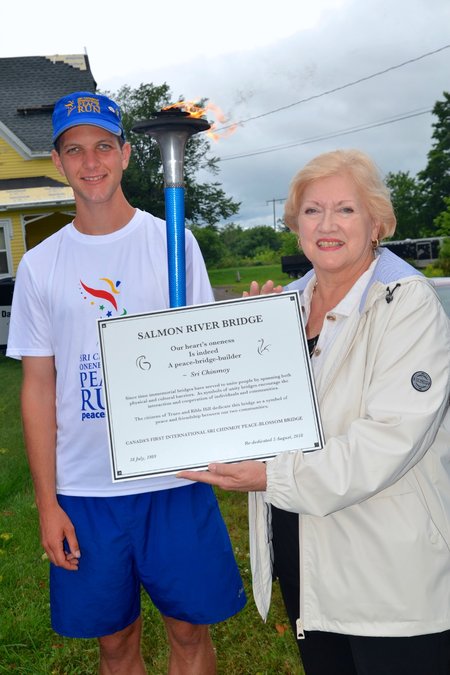 PEACE
RUN
SRI C
ONENE
PEA
RUN
peace
SALMON RIVER BRIDGE
Our heart's oneness
Is indeed
A peace-bridge-builder
~ Sri Chinmoy
Since time immemorial bridges have served to unite people by spanning both
physical and cultural barriers. As symbols of unity bridges encourage the
interaction and cooperation of individuals and communities.
The citizens of Truro and Bible Hill dedicate this bridge as a symbol of
peace and friendship between our two communities.
CANADA'S FIRST INTERNATIONAL SRI CHINMOY PEACE-BLOSSOM BRIDGE
18 July, 1988 Re-dedicated 5 August, 2018